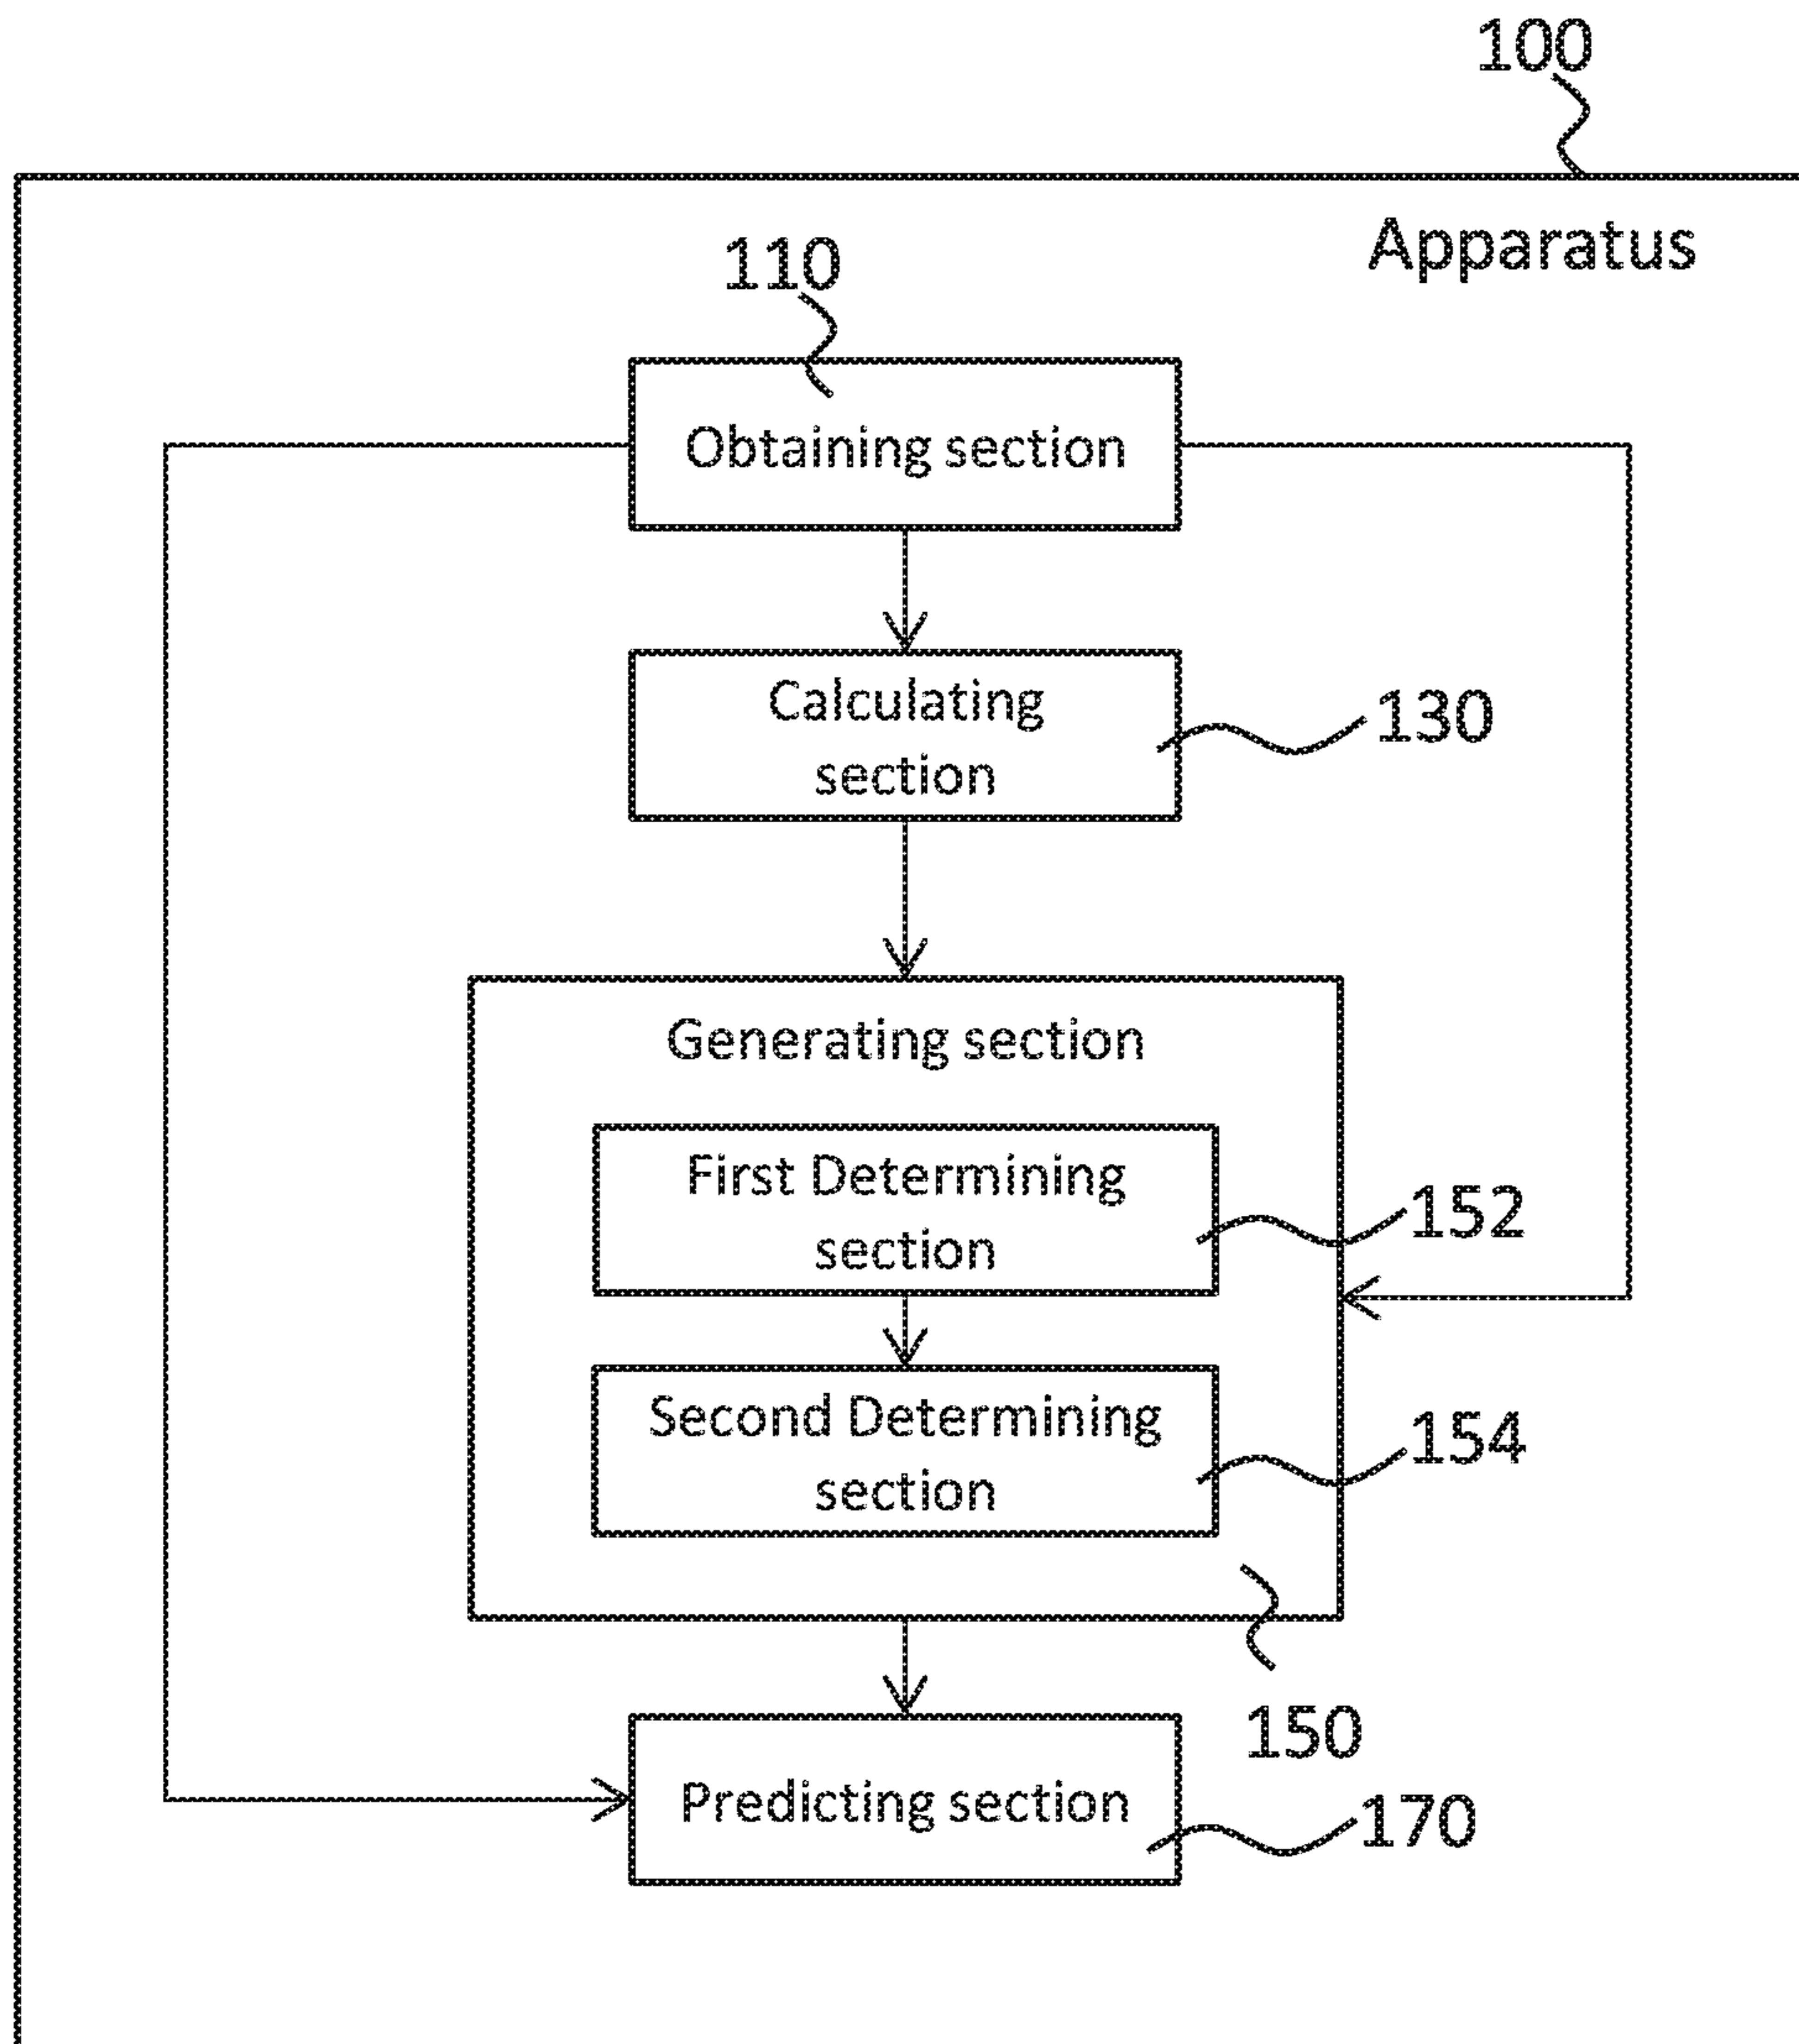 100
Apparatus
110
Obtaining section
Calculating
section
130
Generating section
First Determining
section
152
Second Determining
section
154
150
Predicting section
170